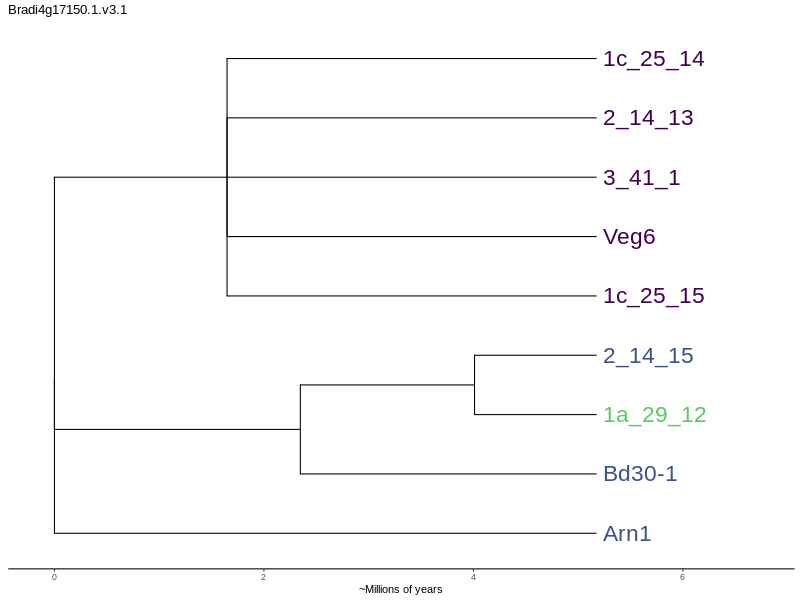 Bradi4g17150.1.v3.1
1c_25_14
2_14_13
3_41_1
Veg6
1c_25_15
2_14_15
1a_29_12
Bd30-1
Arn1
0 2 4 6
~Millions of years